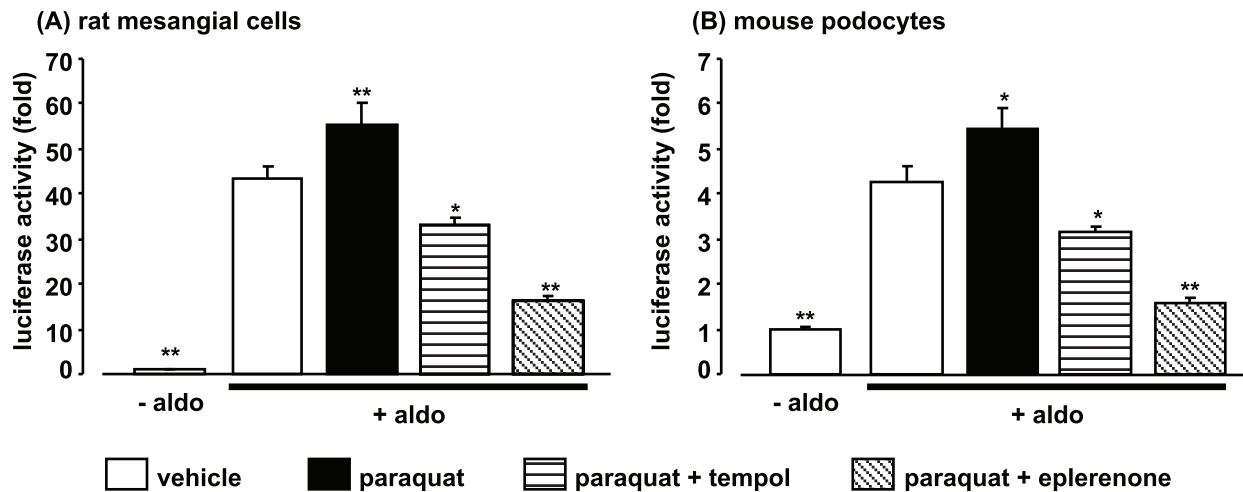 (A) rat mesangial cells
luciferase activity (fold)
70
60
50
40
30
20
10
0
**
**
*
**
- aldo
+ aldo
(B) mouse podocytes
luciferase activity (fold)
7
6
5
4
3
2
1
0
**
*
*
**
- aldo
+ aldo
vehicle
paraquat
paraquat + tempol
paraquat + eplerenone